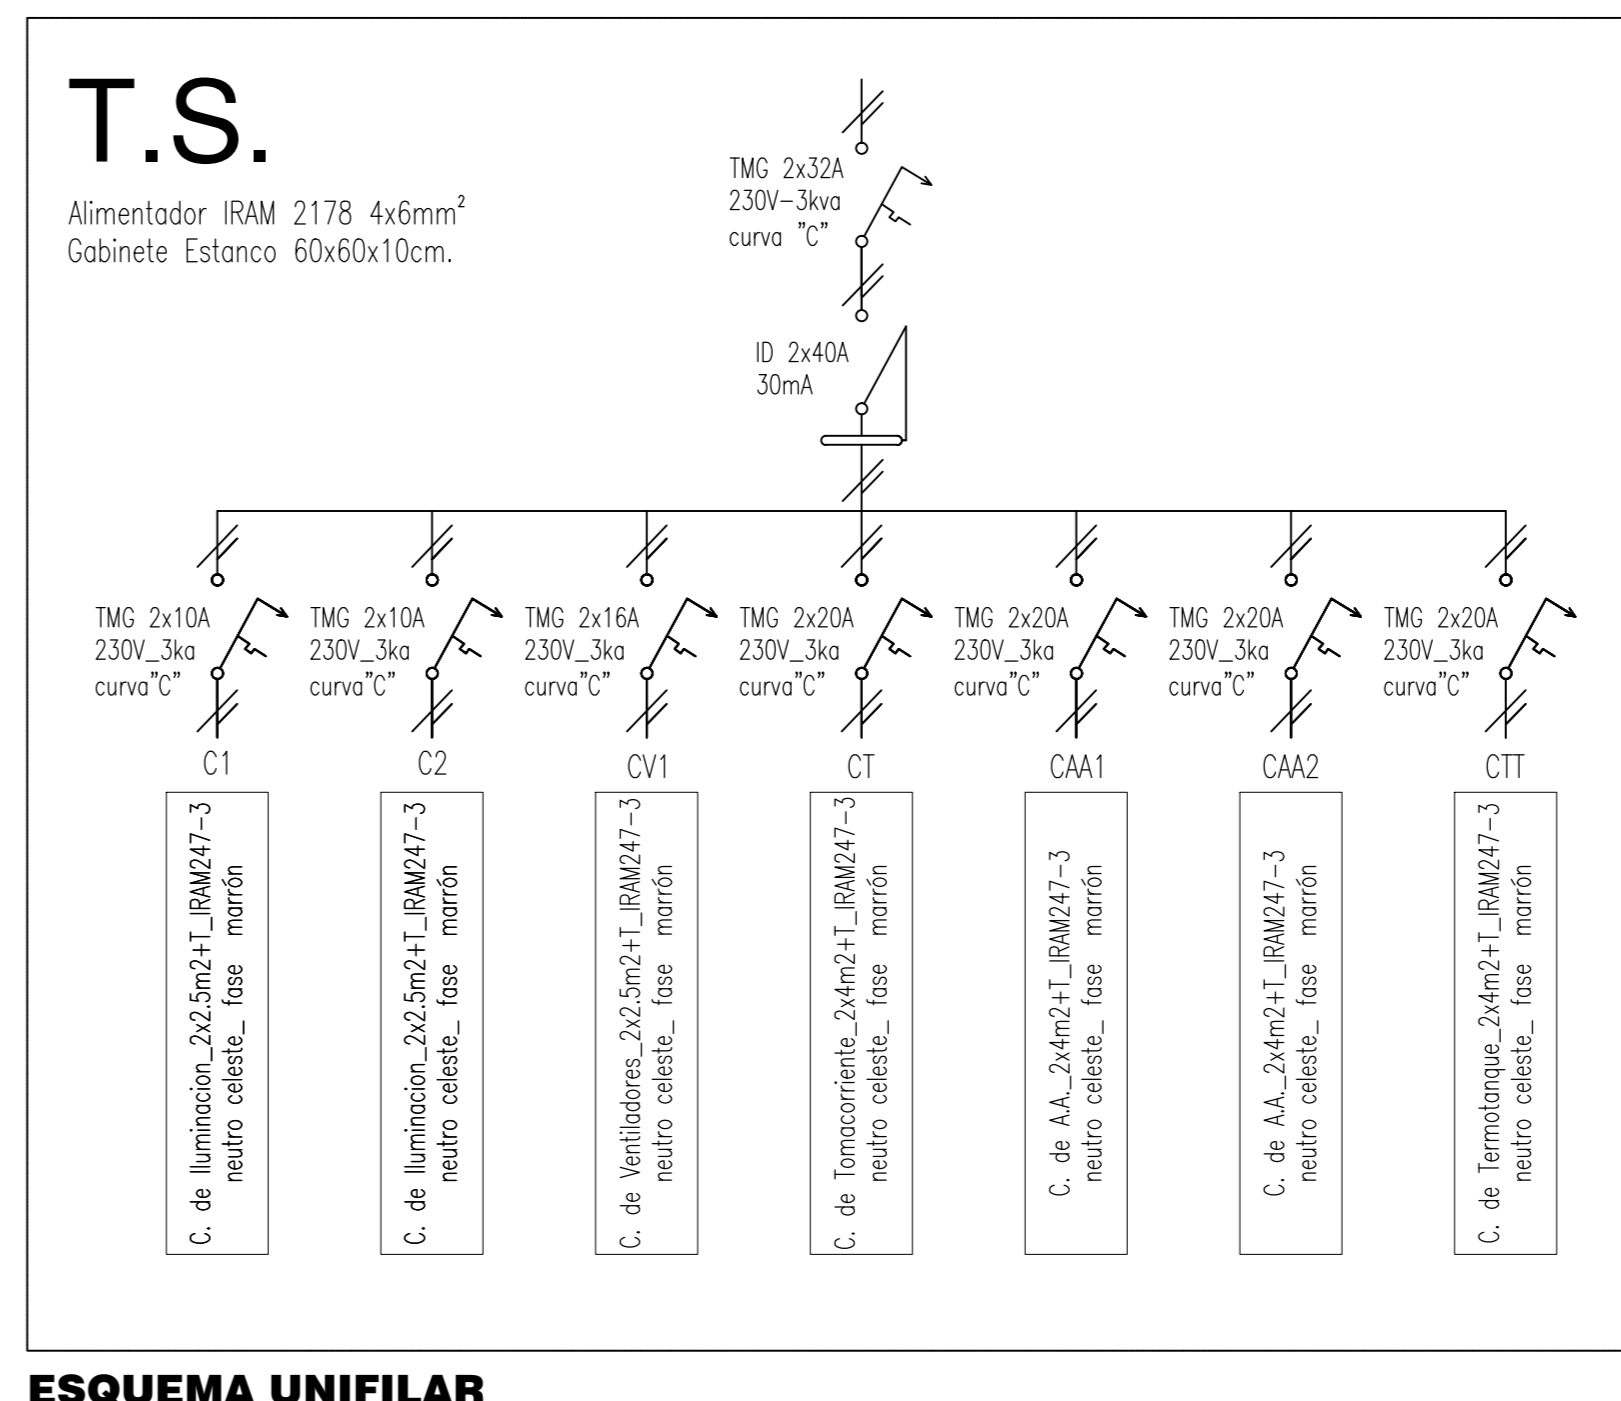 T.S.
Alimentador IRAM 2178 4x6mm²
Gabinete Estanco 60x60x10cm.
TMG 2x32A
230V-3kva
curva "C"
ID 2x40A
30mA
TMG 2x10A
230V_3ka
curva"C"
C1
C. de Iluminacion_2x2.5m2+T_IRAM247-3
neutro celeste_ fase marrón
TMG 2x10A
230V_3ka
curva"C"
C2
C. de Iluminacion_2x2.5m2+T_IRAM247-3
neutro celeste_ fase marrón
TMG 2x16A
230V_3ka
curva"C"
CV1
C. de Ventiladores_2x2.5m2+T_IRAM247-3
neutro celeste_ fase marrón
TMG 2x20A
230V_3ka
curva"C"
CT
C. de Tomacorriente_2x4m2+T_IRAM247-3
neutro celeste_ fase marrón
TMG 2x20A
230V_3ka
curva"C"
CAA1
C. de A.A._2x4m2+T_IRAM247-3
neutro celeste_ fase marrón
TMG 2x20A
230V_3ka
curva"C"
CAA2
C. de A.A._2x4m2+T_IRAM247-3
neutro celeste_ fase marrón
TMG 2x20A
230V_3ka
curva"C"
CTT
C. de Termotanque_2x4m2+T_IRAM247-3
neutro celeste_ fase marrón
ESQUEMA UNIFILAR